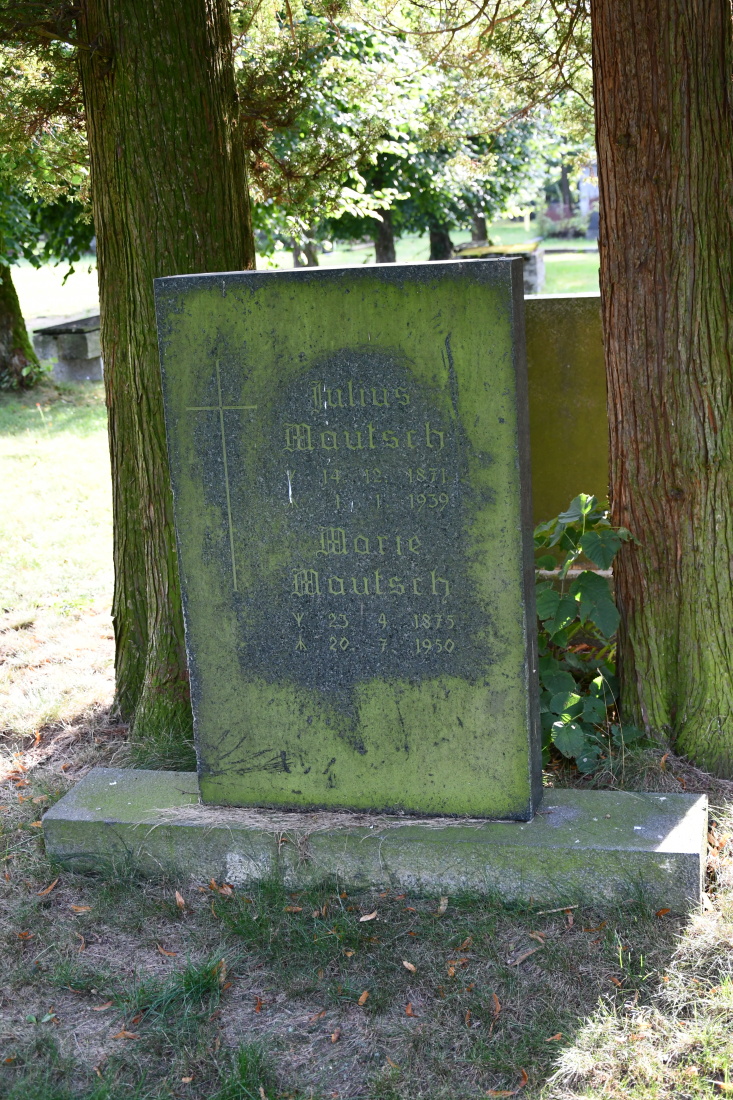 Julius
Mautsch
ᛉ 14. 12. 1871
ᛣ 1. 1. 1939
Marie
Mautsch
ᛉ 23. 4. 1875
ᛣ 20. 7. 1950